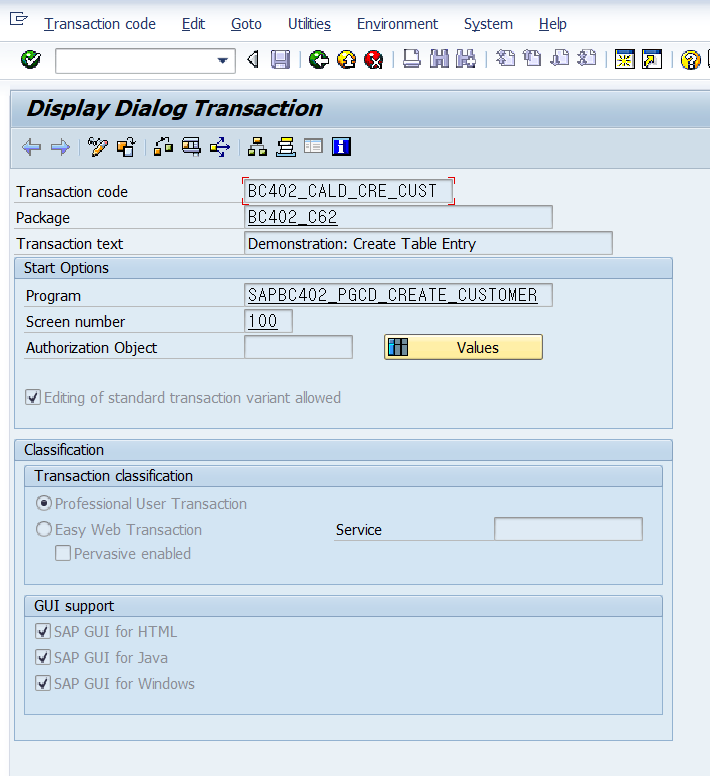 Transaction code Edit Goto Utilities Environment System Help
Display Dialog Transaction
Transaction code BC402_CALD_CRE_CUST
Package BC402_C62
Transaction text Demonstration: Create Table Entry
Start Options
Program SAPBC402_PGCD_CREATE_CUSTOMER
Screen number 100
Authorization Object Values
Editing of standard transaction variant allowed
Classification
Transaction classification
Professional User Transaction
Easy Web Transaction Service
Pervasive enabled
GUI support
SAP GUI for HTML
SAP GUI for Java
SAP GUI for Windows